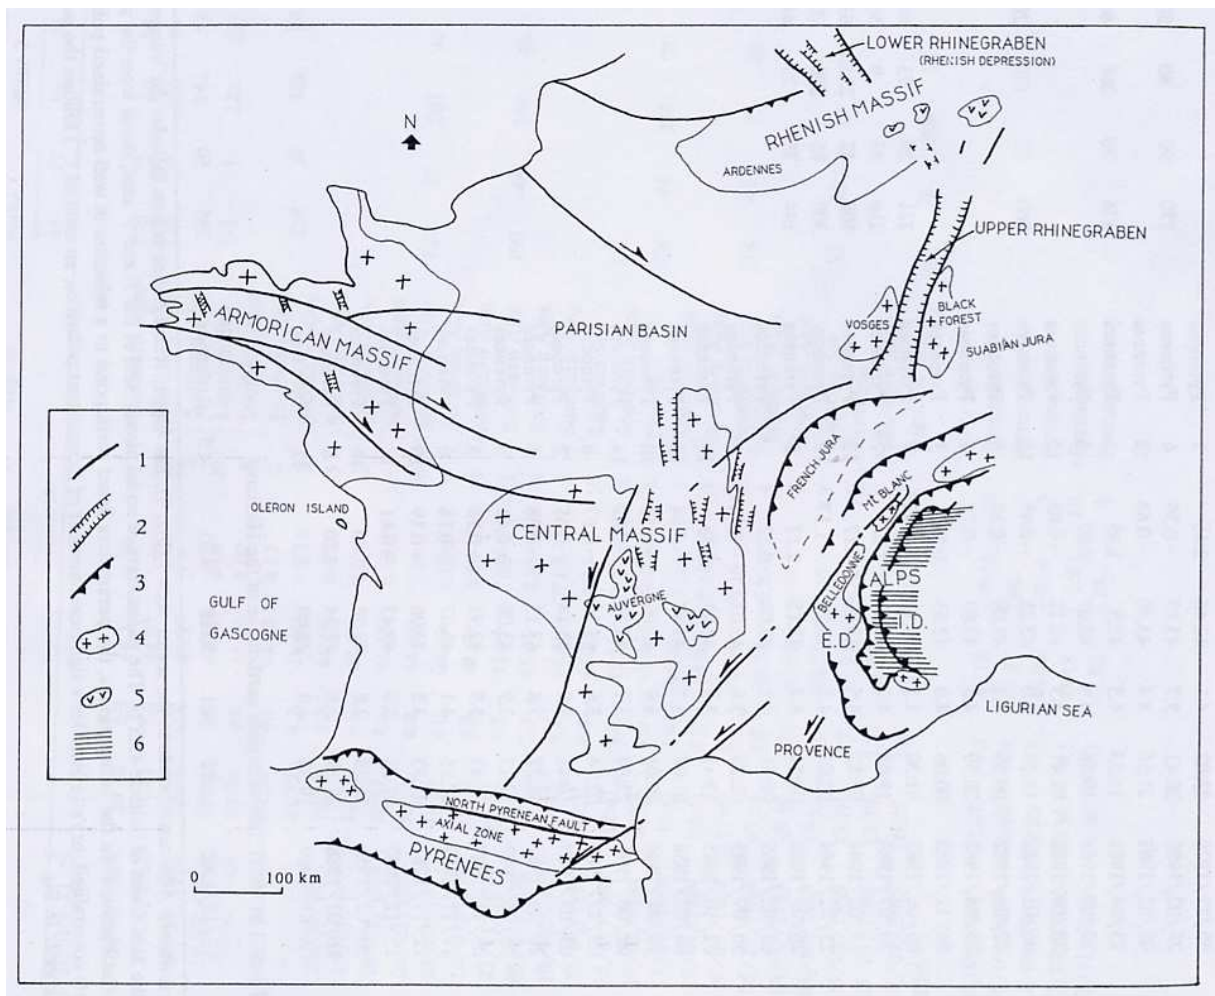 LOWER RHINEGRABEN
(RHENISH DEPRESSION)
RHENISH MASSIF
N
ARDENNES
UPPER RHINEGRABEN
ARMORICAN MASSIF
PARISIAN BASIN
VOSGES
BLACK
FOREST
SUABIAN JURA
FRENCH JURA
Mt BLANC
OLERON ISLAND
CENTRAL MASSIF
BELLEDONNE
ALPS
AUVERGNE
GULF OF
GASCOGNE
E.D.
I.D.
LIGURIAN SEA
PROVENCE
1
2
3
4
5
6
NORTH PYRENEAN FAULT
AXIAL ZONE
PYRENEES
0 100 km